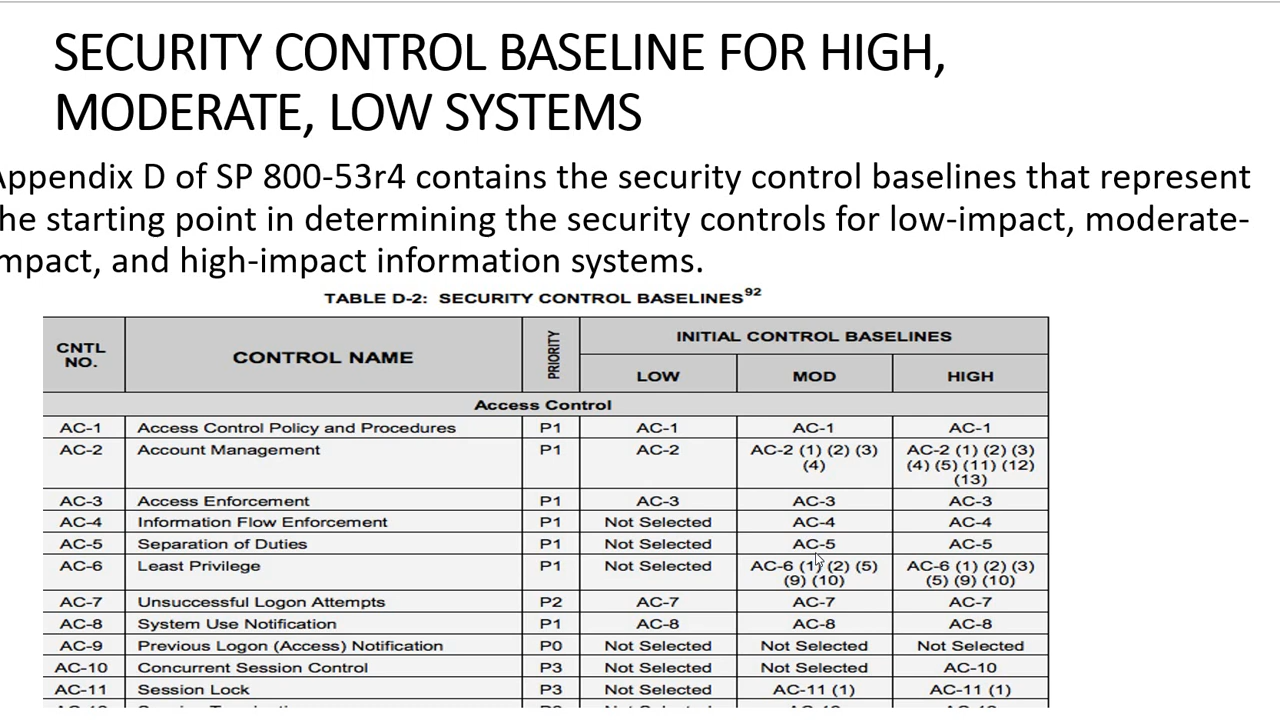 SECURITY CONTROL BASELINE FOR HIGH,
MODERATE, LOW SYSTEMS
Appendix D of SP 800-53r4 contains the security control baselines that represent
he starting point in determining the security controls for low-impact, moderate-
mpact, and high-impact information systems.
TABLE D-2: SECURITY CONTROL BASELINES92
CNTL NO. CONTROL NAME PRIORITY INITIAL CONTROL BASELINES
LOW MOD HIGH
Access Control
AC-1 Access Control Policy and Procedures P1 AC-1 AC-1 AC-1
AC-2 Account Management P1 AC-2 AC-2 (1) (2) (3) (4) AC-2 (1) (2) (3) (4) (5) (11) (12) (13)
AC-3 Access Enforcement P1 AC-3 AC-3 AC-3
AC-4 Information Flow Enforcement P1 Not Selected AC-4 AC-4
AC-5 Separation of Duties P1 Not Selected AC-5 AC-5
AC-6 Least Privilege P1 Not Selected AC-6 (1) (2) (5) (9) (10) AC-6 (1) (2) (3) (5) (9) (10)
AC-7 Unsuccessful Logon Attempts P2 AC-7 AC-7 AC-7
AC-8 System Use Notification P1 AC-8 AC-8 AC-8
AC-9 Previous Logon (Access) Notification P0 Not Selected Not Selected Not Selected
AC-10 Concurrent Session Control P3 Not Selected Not Selected AC-10
AC-11 Session Lock P3 Not Selected AC-11 (1) AC-11 (1)